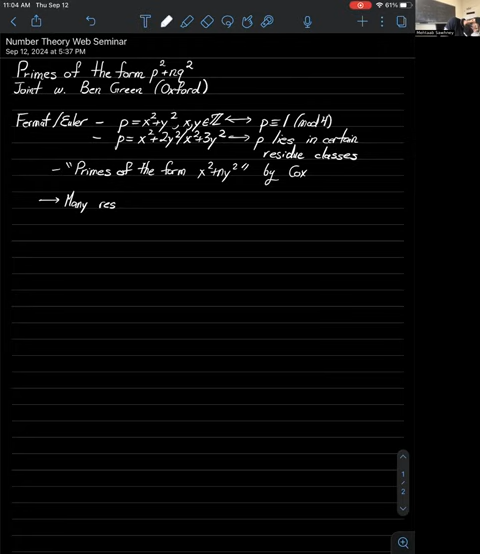 11:04 AM Thu Sep 12
61%
Mehtaab Sawhney
Number Theory Web Seminar
Sep 12, 2024 at 5:37 PM
Primes of the form p²+nq²
Joint w. Ben Green (Oxford)
Fermat/Euler - p = x²+y², x,y∈ℤ ⟷ p≡1 (mod 4)
- p = x²+2y²/x²+3y² ⟷ p lies in certain
residue classes
- "Primes of the form x²+ny²" by Cox
→ Many res
1
2